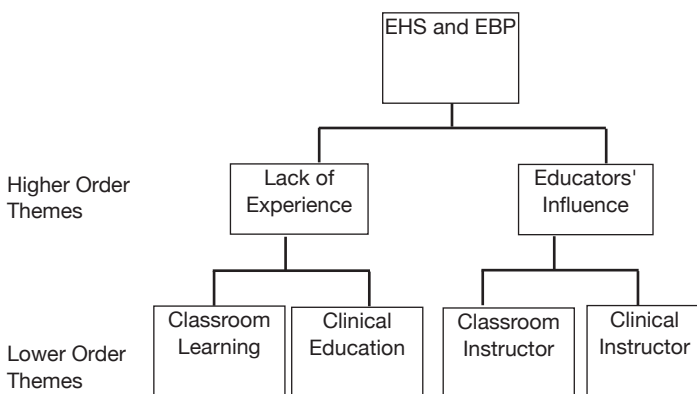 EHS and EBP
Higher Order
Themes
Lack of
Experience
Educators'
Influence
Lower Order
Themes
Classroom
Learning
Clinical
Education
Classroom
Instructor
Clinical
Instructor